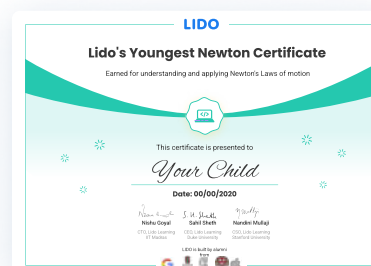 LIDO
Lido's Youngest Newton Certificate
Earned for understanding and applying Newton's Laws of motion
This certificate is presented to
Your Child
Date: 00/00/2020
S. N. Sheth
Nishu Goyal Sahil Sheth Nandini Mullaji
CTO, Lido Learning CEO, Lido Learning CSO, Lido Learning
IIT Madras Duke University Stanford University
LIDO is built by alumni
from